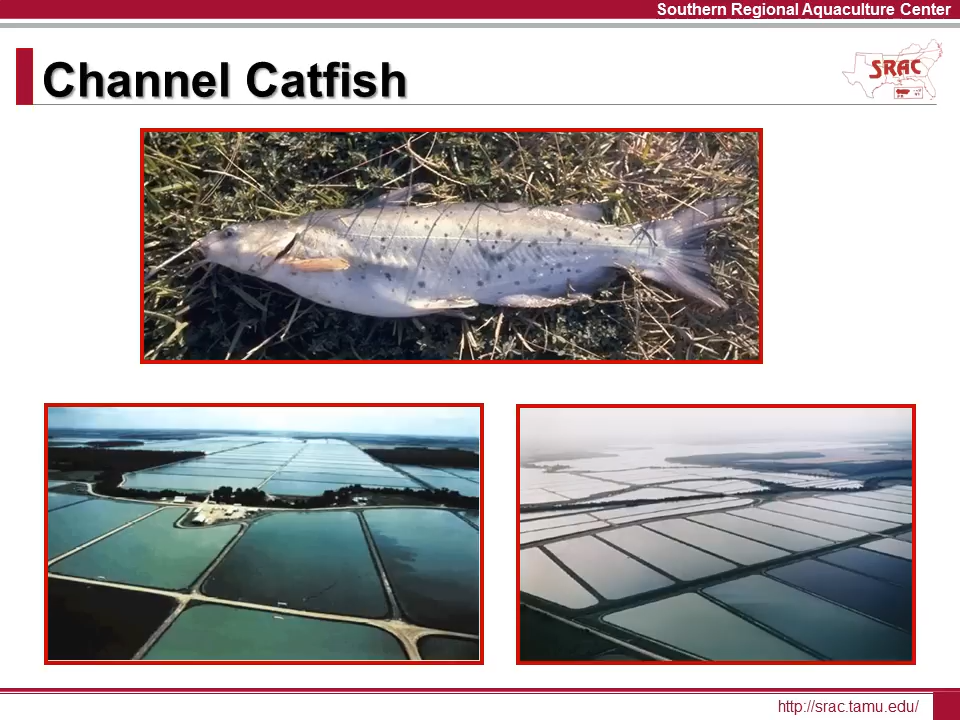 Southern Regional Aquaculture Center
Channel Catfish
SRAC
http://srac.tamu.edu/